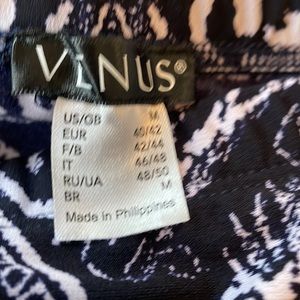 VENUS®
US/GB M
EUR 40/42
F/B 42/44
IT 46/48
RU/UA 48/50
BR M
Made in Philippines